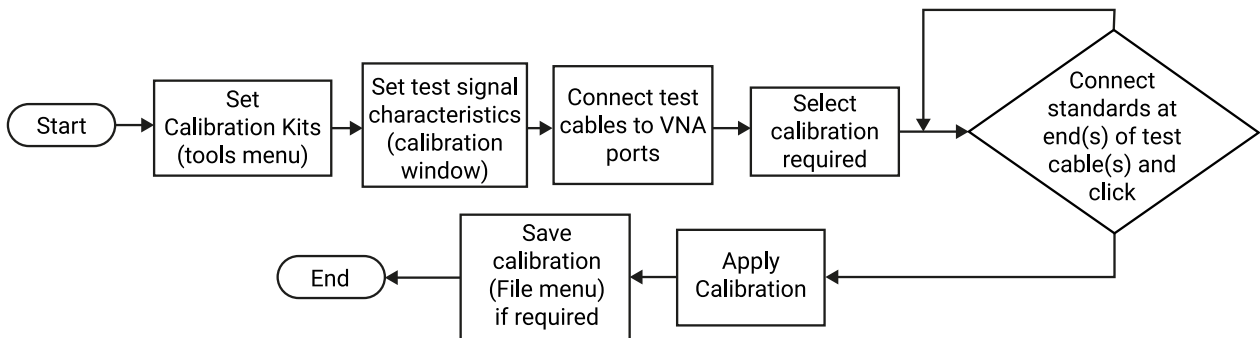 Start
Set
Calibration Kits
(tools menu)
Set test signal
characteristics
(calibration
window)
Connect test
cables to VNA
ports
Select
calibration
required
Connect
standards at
end(s) of test
cable(s) and
click
Apply
Calibration
Save
calibration
(File menu)
if required
End